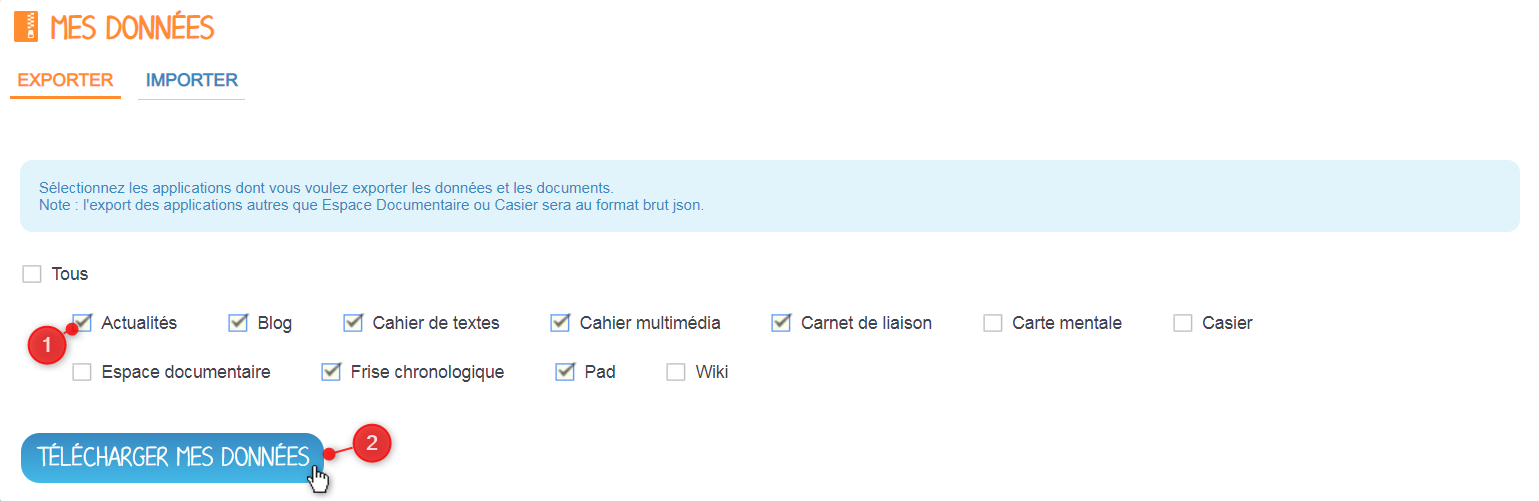 MES DONNÉES
EXPORTER IMPORTER
Sélectionnez les applications dont vous voulez exporter les données et les documents.
Note : l'export des applications autres que Espace Documentaire ou Casier sera au format brut json.
Tous
Actualités Blog Cahier de textes Cahier multimédia Carnet de liaison Carte mentale Casier
1
Espace documentaire Frise chronologique Pad Wiki
TÉLÉCHARGER MES DONNÉES 2